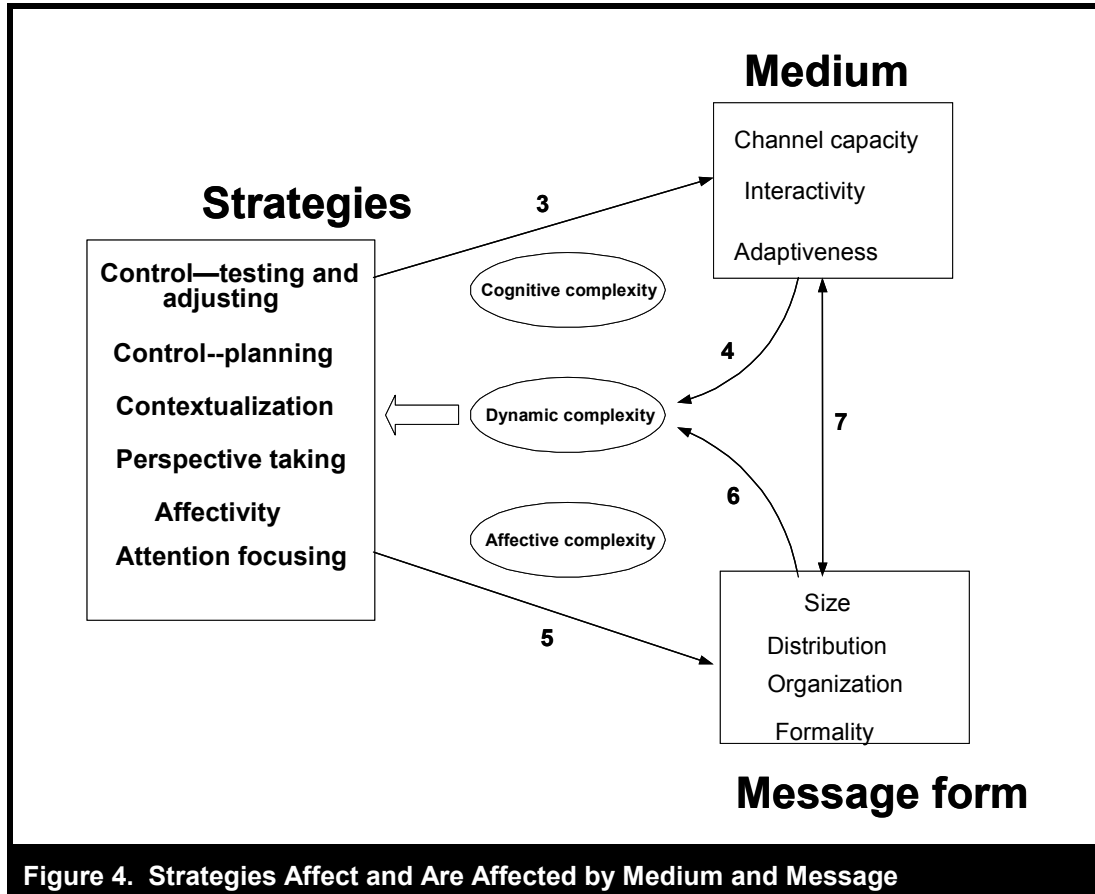 Medium
Channel capacity
Interactivity
Adaptiveness
Strategies
3
Control—testing and
adjusting
Control--planning
Contextualization
Perspective taking
Affectivity
Attention focusing
Cognitive complexity
4
Dynamic complexity
7
6
Affective complexity
5
Size
Distribution
Organization
Formality
Message form
Figure 4. Strategies Affect and Are Affected by Medium and Message